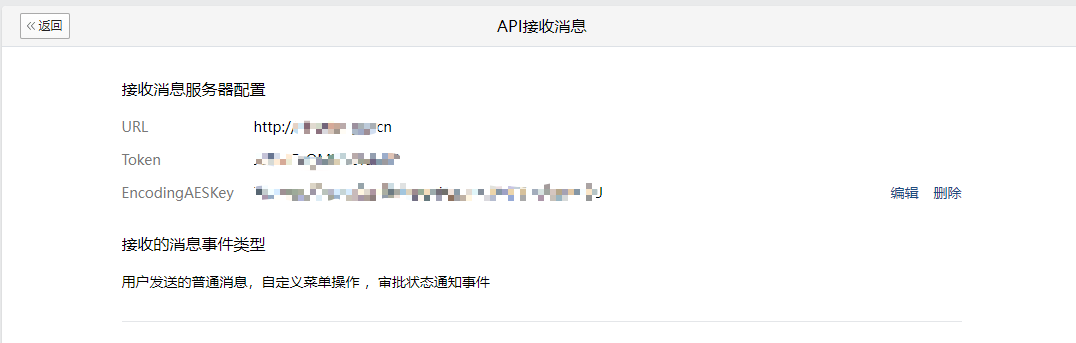 返回
API接收消息
接收消息服务器配置
URL http:// cn
Token
EncodingAESKey 编辑 删除
接收的消息事件类型
用户发送的普通消息，自定义菜单操作 ，审批状态通知事件